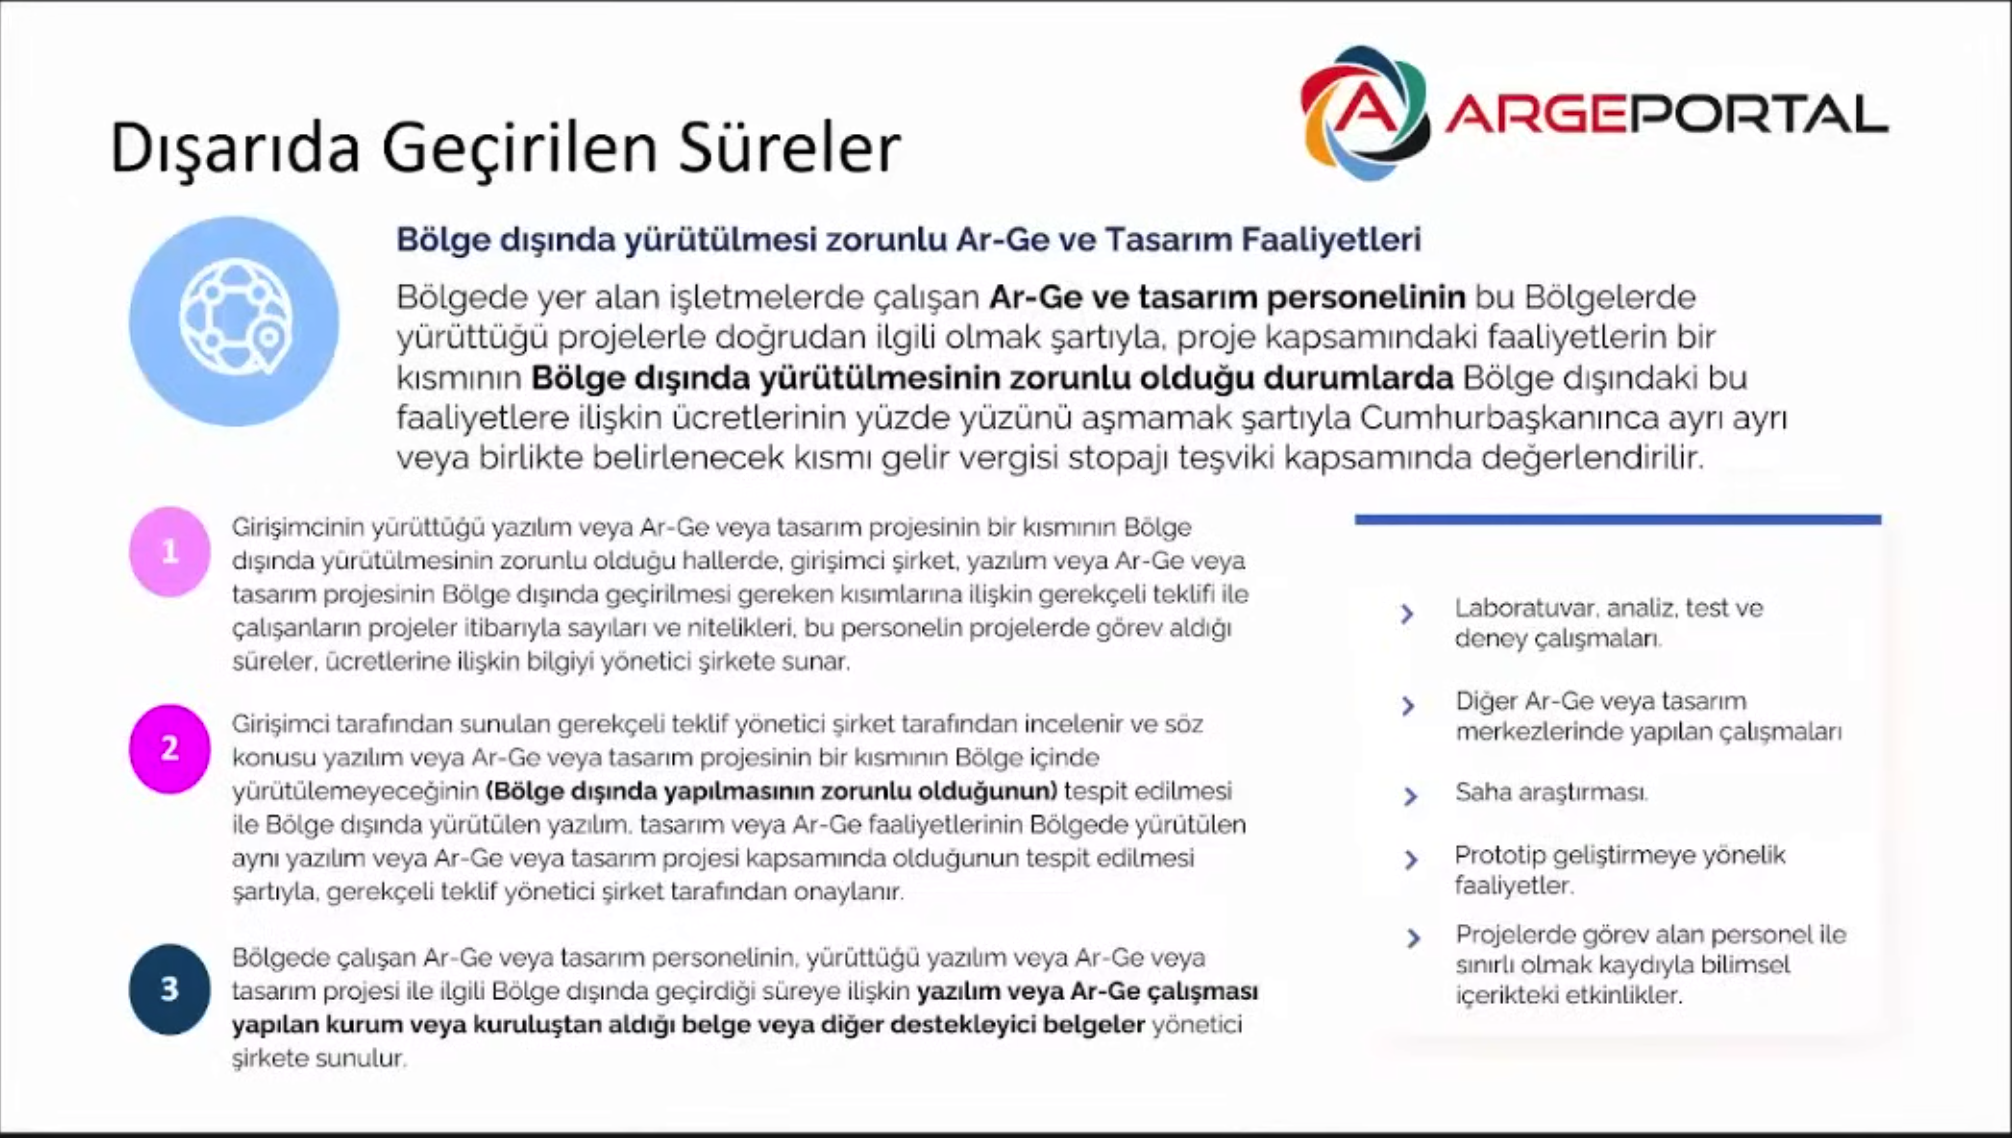 ARGEPORTAL
Dışarıda Geçirilen Süreler
Bölge dışında yürütülmesi zorunlu Ar-Ge ve Tasarım Faaliyetleri
Bölgede yer alan işletmelerde çalışan Ar-Ge ve tasarım personelinin bu Bölgelerde
yürüttüğü projelerle doğrudan ilgili olmak şartıyla, proje kapsamındaki faaliyetlerin bir
kısmının Bölge dışında yürütülmesinin zorunlu olduğu durumlarda Bölge dışındaki bu
faaliyetlere ilişkin ücretlerinin yüzde yüzünü aşmamak şartıyla Cumhurbaşkanınca ayrı ayrı
veya birlikte belirlenecek kısmı gelir vergisi stopajı teşviki kapsamında değerlendirilir.
1
Girişimcinin yürüttüğü yazılım veya Ar-Ge veya tasarım projesinin bir kısmının Bölge
dışında yürütülmesinin zorunlu olduğu hallerde, girişimci şirket, yazılım veya Ar-Ge veya
tasarım projesinin Bölge dışında geçirilmesi gereken kısımlarına ilişkin gerekçeli teklifi ile
çalışanların projeler itibarıyla sayıları ve nitelikleri, bu personelin projelerde görev aldığı
süreler, ücretlerine ilişkin bilgiyi yönetici şirkete sunar.
2
Girişimci tarafından sunulan gerekçeli teklif yönetici şirket tarafından incelenir ve söz
konusu yazılım veya Ar-Ge veya tasarım projesinin bir kısmının Bölge içinde
yürütülemeyeceğinin (Bölge dışında yapılmasının zorunlu olduğunun) tespit edilmesi
ile Bölge dışında yürütülen yazılım, tasarım veya Ar-Ge faaliyetlerinin Bölgede yürütülen
aynı yazılım veya Ar-Ge veya tasarım projesi kapsamında olduğunun tespit edilmesi
şartıyla, gerekçeli teklif yönetici şirket tarafından onaylanır.
3
Bölgede çalışan Ar-Ge veya tasarım personelinin, yürüttüğü yazılım veya Ar-Ge veya
tasarım projesi ile ilgili Bölge dışında geçirdiği süreye ilişkin yazılım veya Ar-Ge çalışması
yapılan kurum veya kuruluştan aldığı belge veya diğer destekleyici belgeler yönetici
şirkete sunulur.
Laboratuvar, analiz, test ve
deney çalışmaları.
Diğer Ar-Ge veya tasarım
merkezlerinde yapılan çalışmaları
Saha araştırması.
Prototip geliştirmeye yönelik
faaliyetler.
Projelerde görev alan personel ile
sınırlı olmak kaydıyla bilimsel
içerikteki etkinlikler.